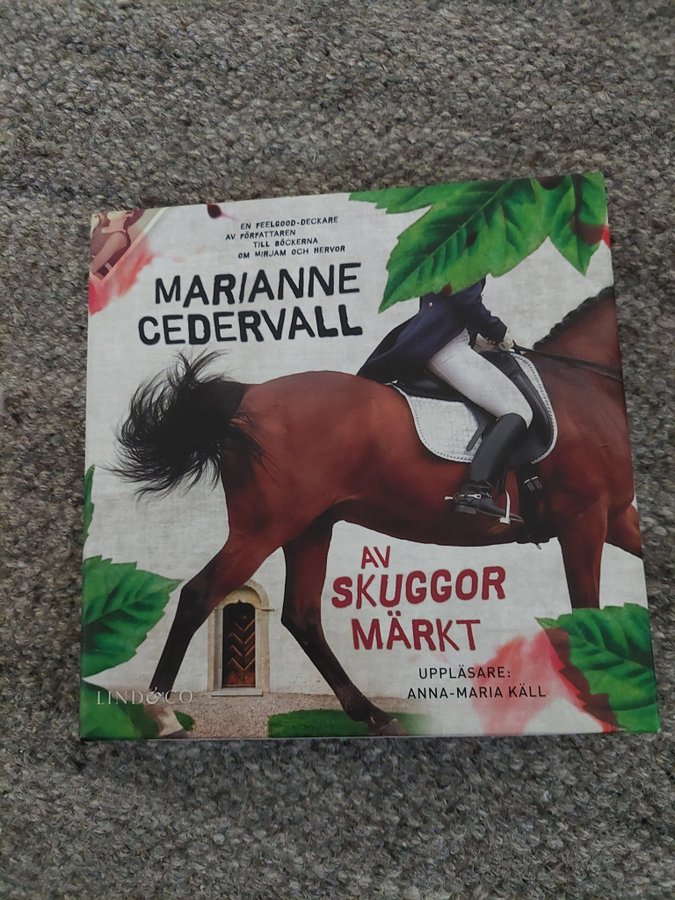 EN FEELGOOD-DECKARE
AV FÖRFATTAREN
TILL BÖCKERNA
OM MIRJAM OCH HERVOR
MARIANNE
CEDERVALL
AV
SKUGGOR
MÄRKT
UPPLÄSARE:
ANNA-MARIA KÄLL
LIND&CO